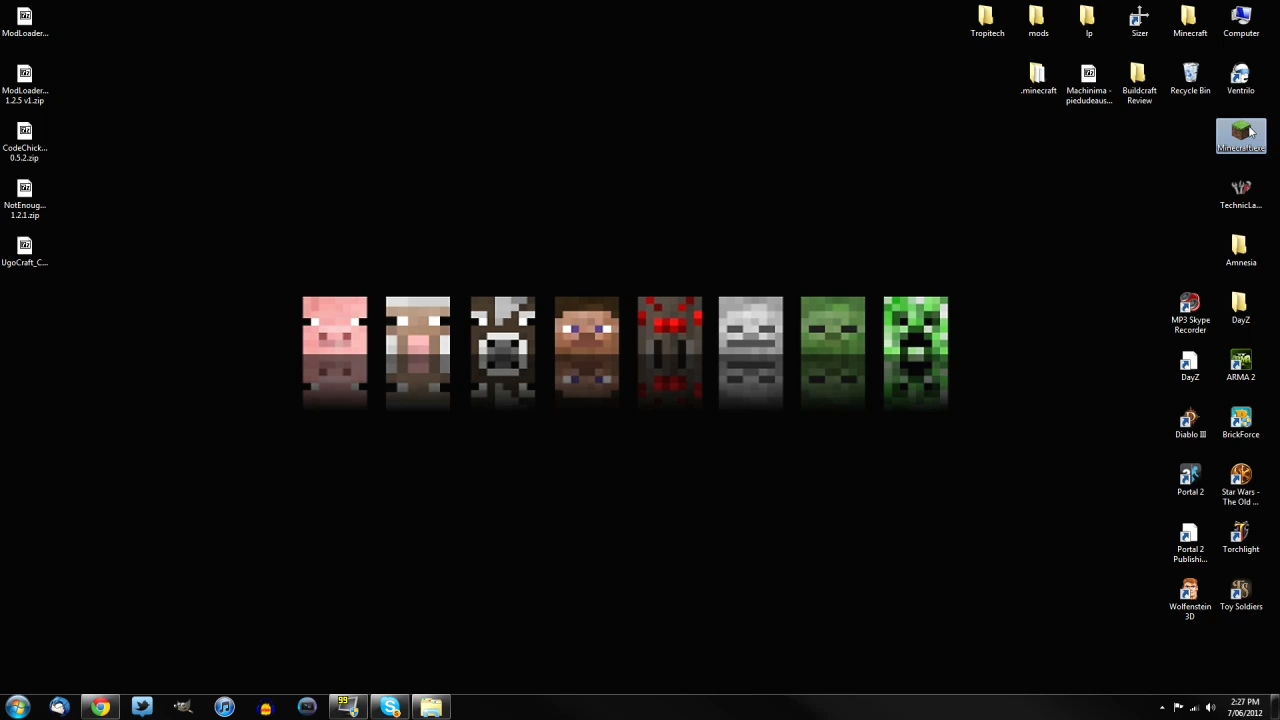 ModLoader...
ModLoader...
1.2.5 v1.zip
CodeChick...
0.5.2.zip
NotEnoug...
1.2.1.zip
UgoCraft_C...
Tropitech
mods
lp
Sizer
Minecraft
Computer
.minecraft
Machinima -
piedudeaus...
Buildcraft
Review
Recycle Bin
Ventrilo
Minecraft.exe
TechnicLa...
Amnesia
MP3 Skype
Recorder
DayZ
DayZ
ARMA 2
Diablo III
BrickForce
Portal 2
Star Wars -
The Old ...
Portal 2
Publishi...
Torchlight
Wolfenstein
3D
Toy Soldiers
99
2:27 PM
7/06/2012